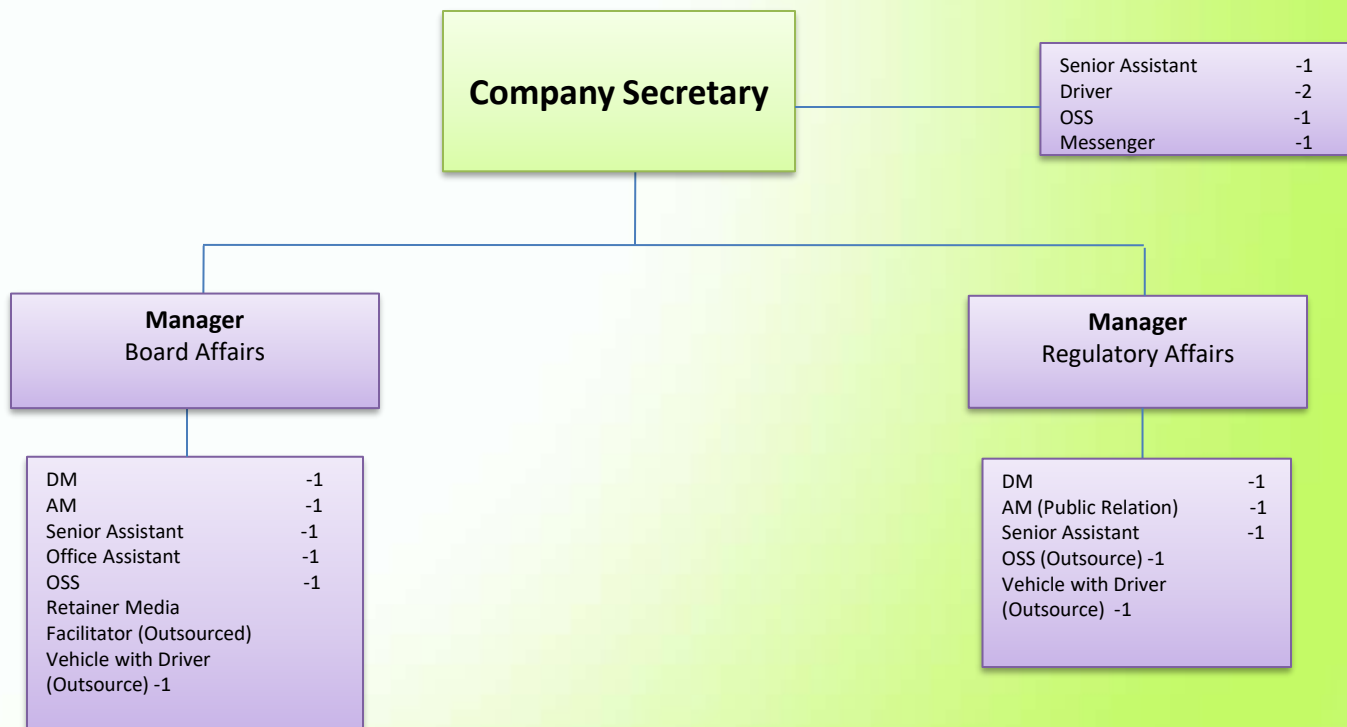 Company Secretary
Senior Assistant -1
Driver -2
OSS -1
Messenger -1
Manager
Board Affairs
Manager
Regulatory Affairs
DM -1
AM -1
Senior Assistant -1
Office Assistant -1
OSS -1
Retainer Media
Facilitator (Outsourced)
Vehicle with Driver
(Outsource) -1
DM -1
AM (Public Relation) -1
Senior Assistant -1
OSS (Outsource) -1
Vehicle with Driver
(Outsource) -1